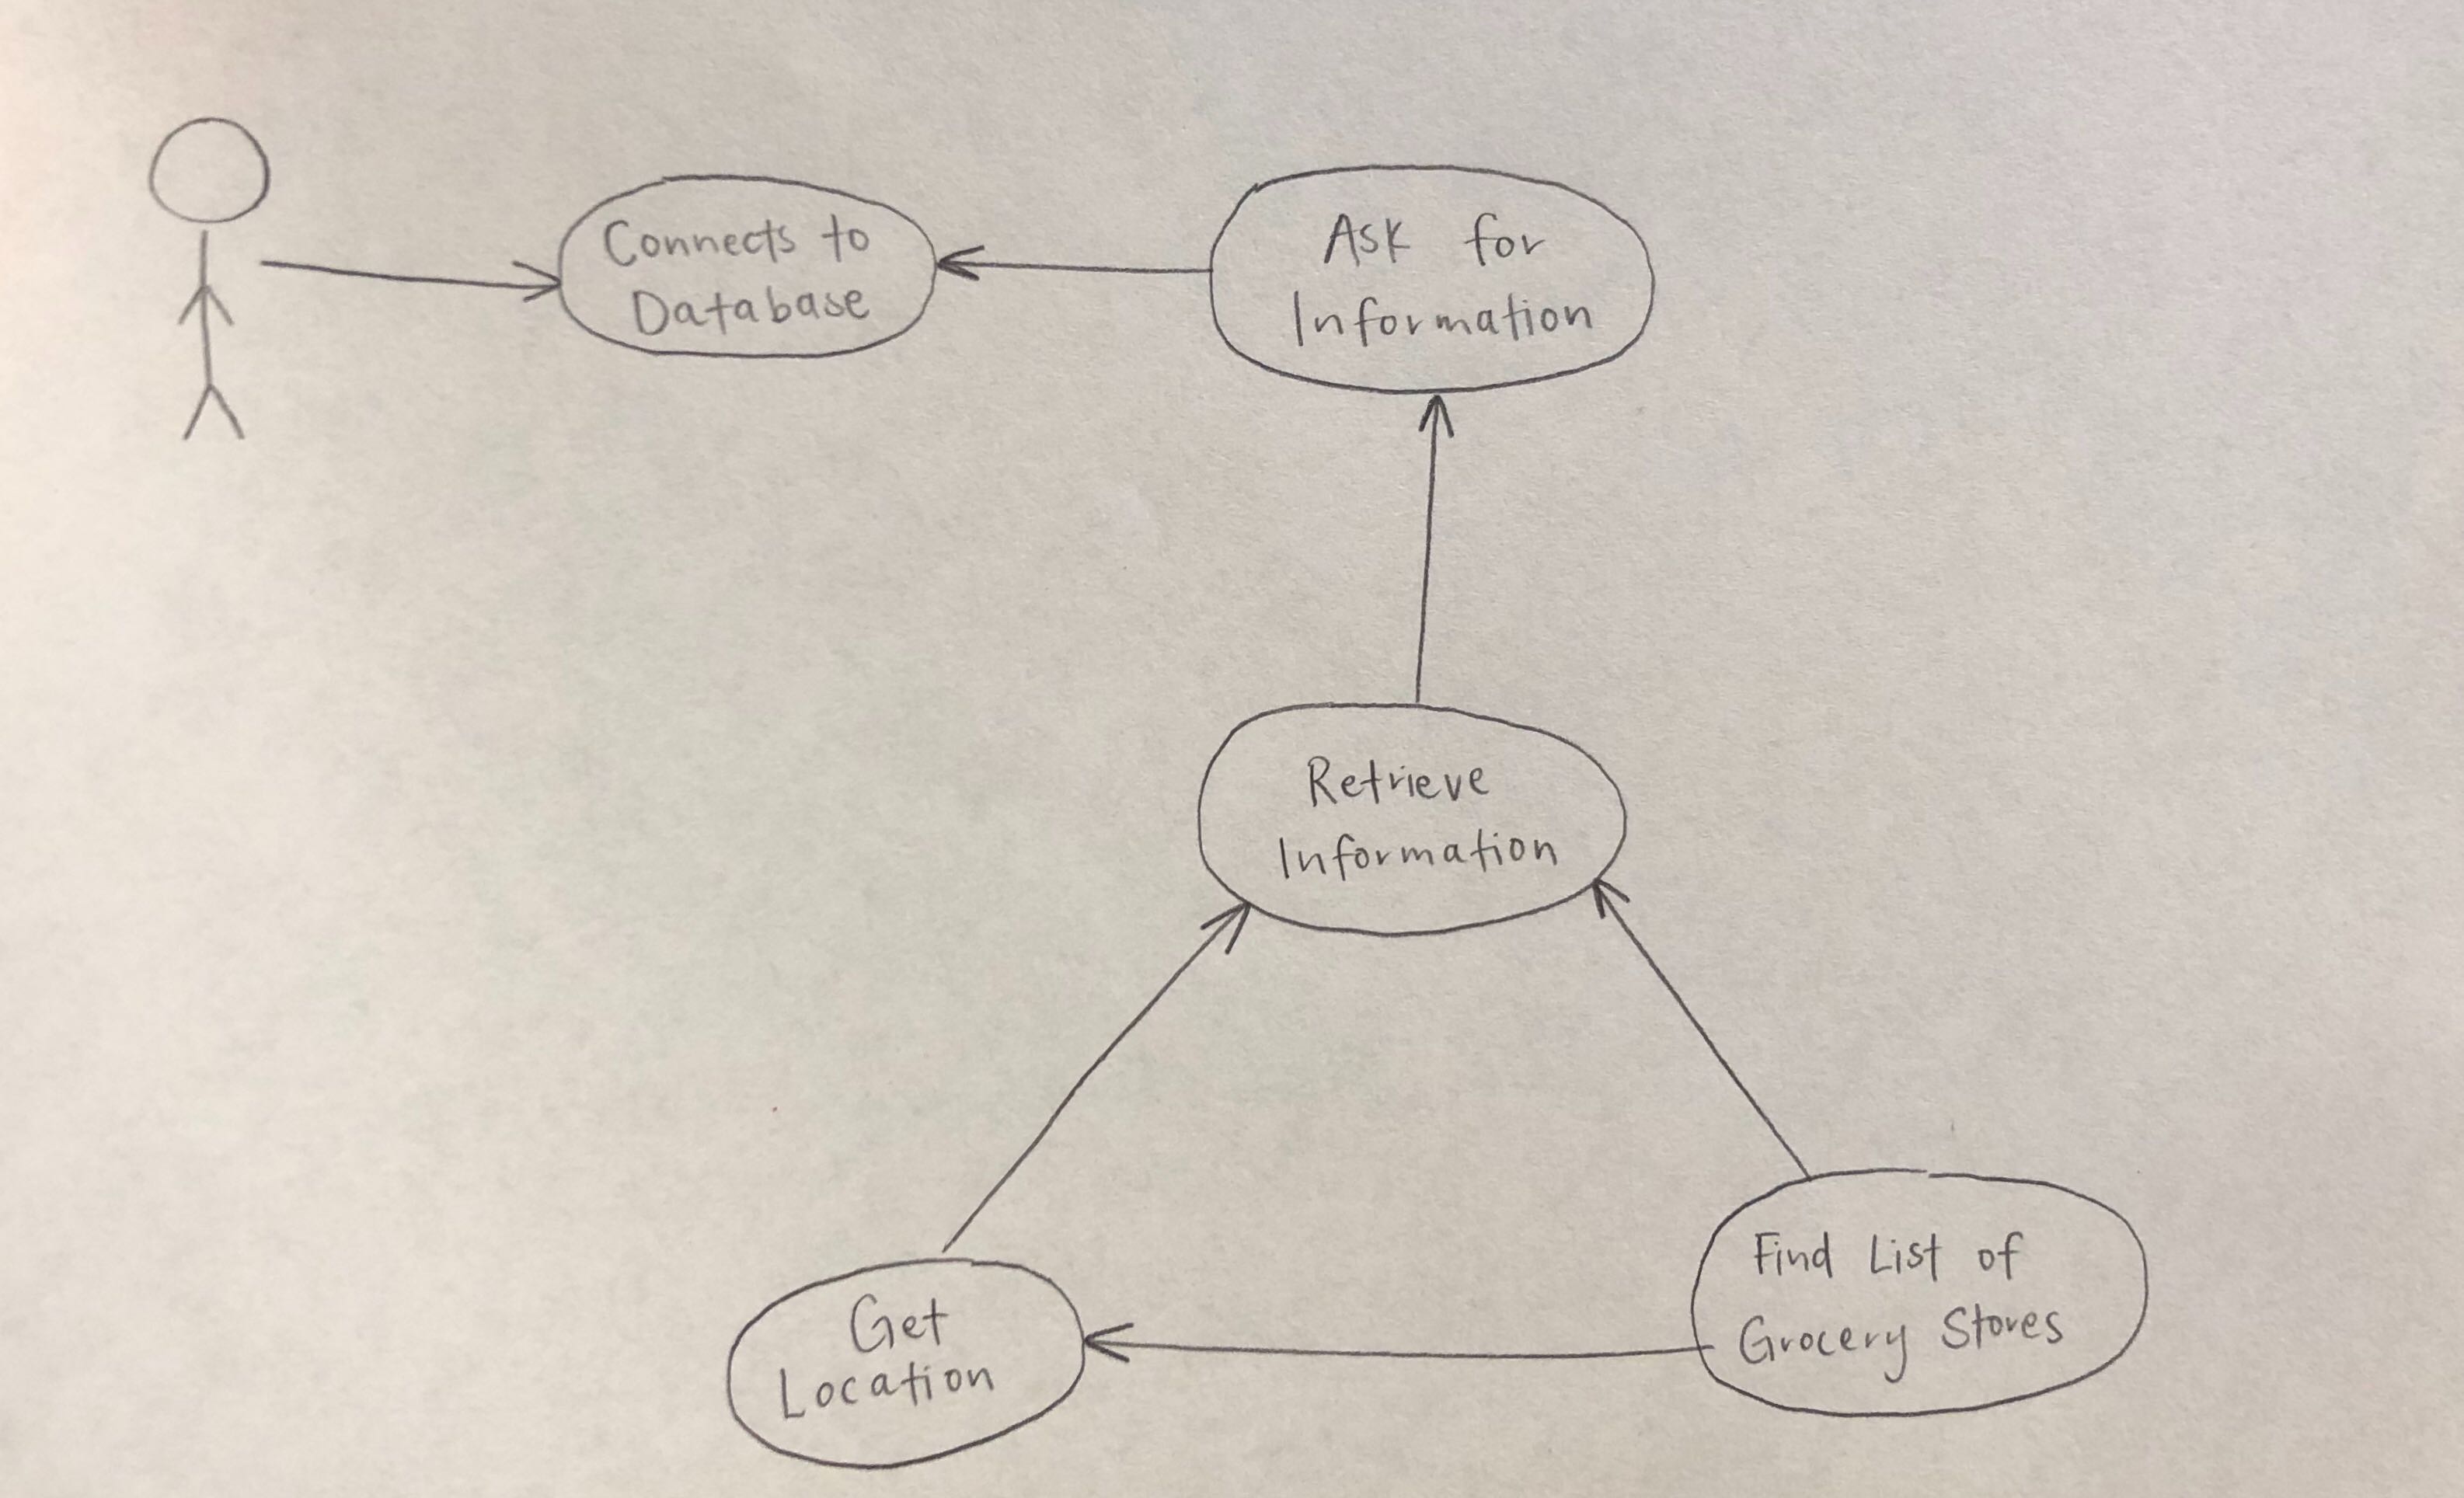 Connects to
Database
Ask for
Information
Retrieve
Information
Get
Location
Find List of
Grocery Stores